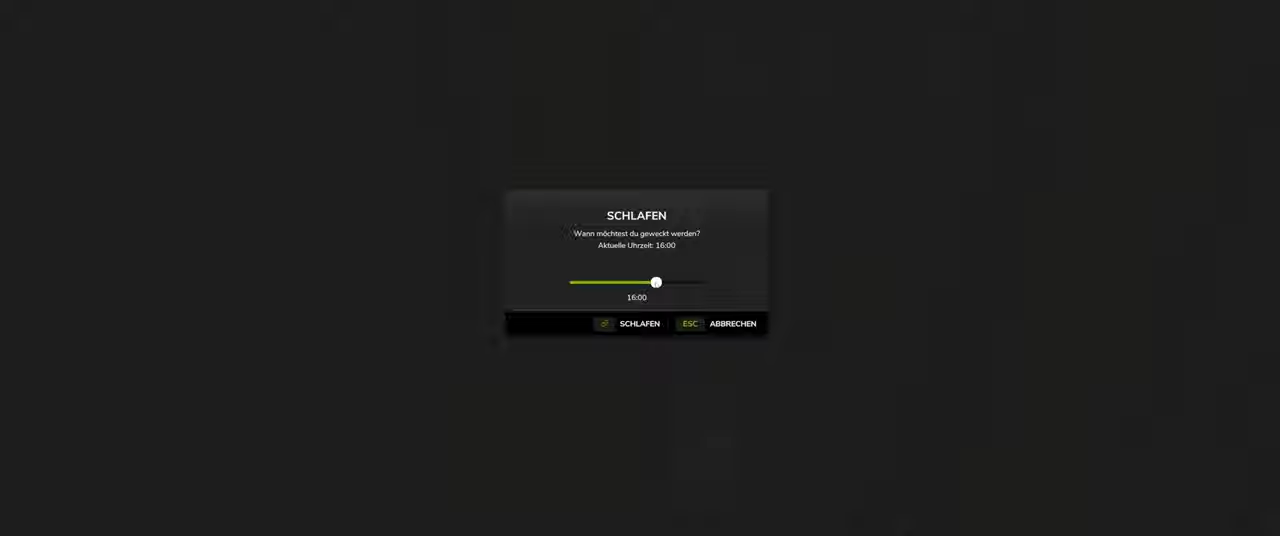 SCHLAFEN
Wann möchtest du geweckt werden?
Aktuelle Uhrzeit: 16:00
16:00
SCHLAFEN ESC ABBRECHEN